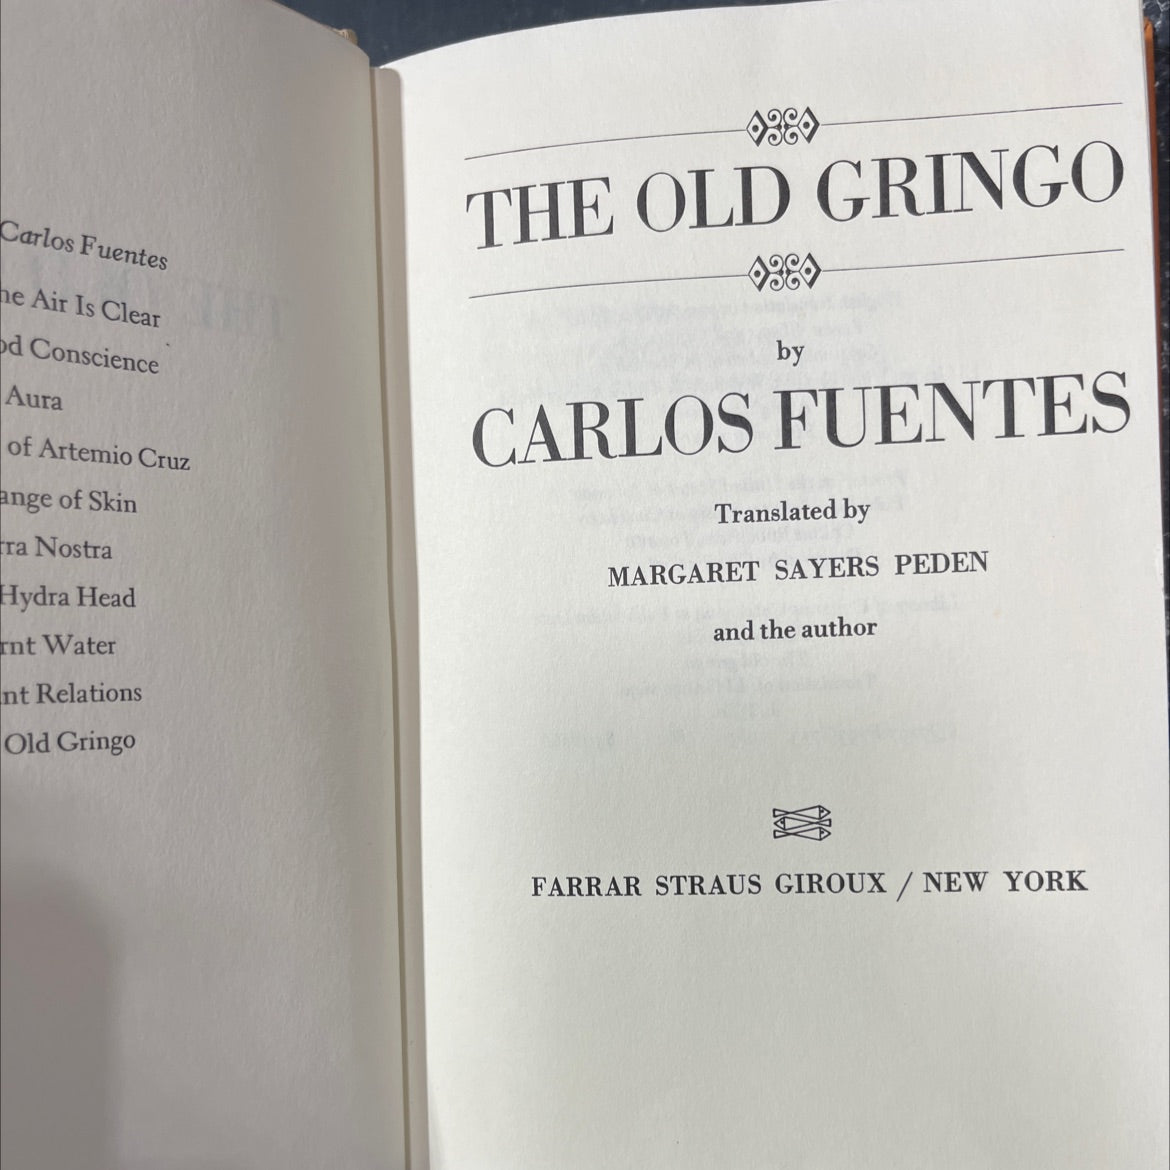 Carlos Fuentes
he Air Is Clear
od Conscience
Aura
of Artemio Cruz
ange of Skin
rra Nostra
Hydra Head
rnt Water
nt Relations
Old Gringo
THE OLD GRINGO
by
CARLOS FUENTES
Translated by
MARGARET SAYERS PEDEN
and the author
FARRAR STRAUS GIROUX / NEW YORK